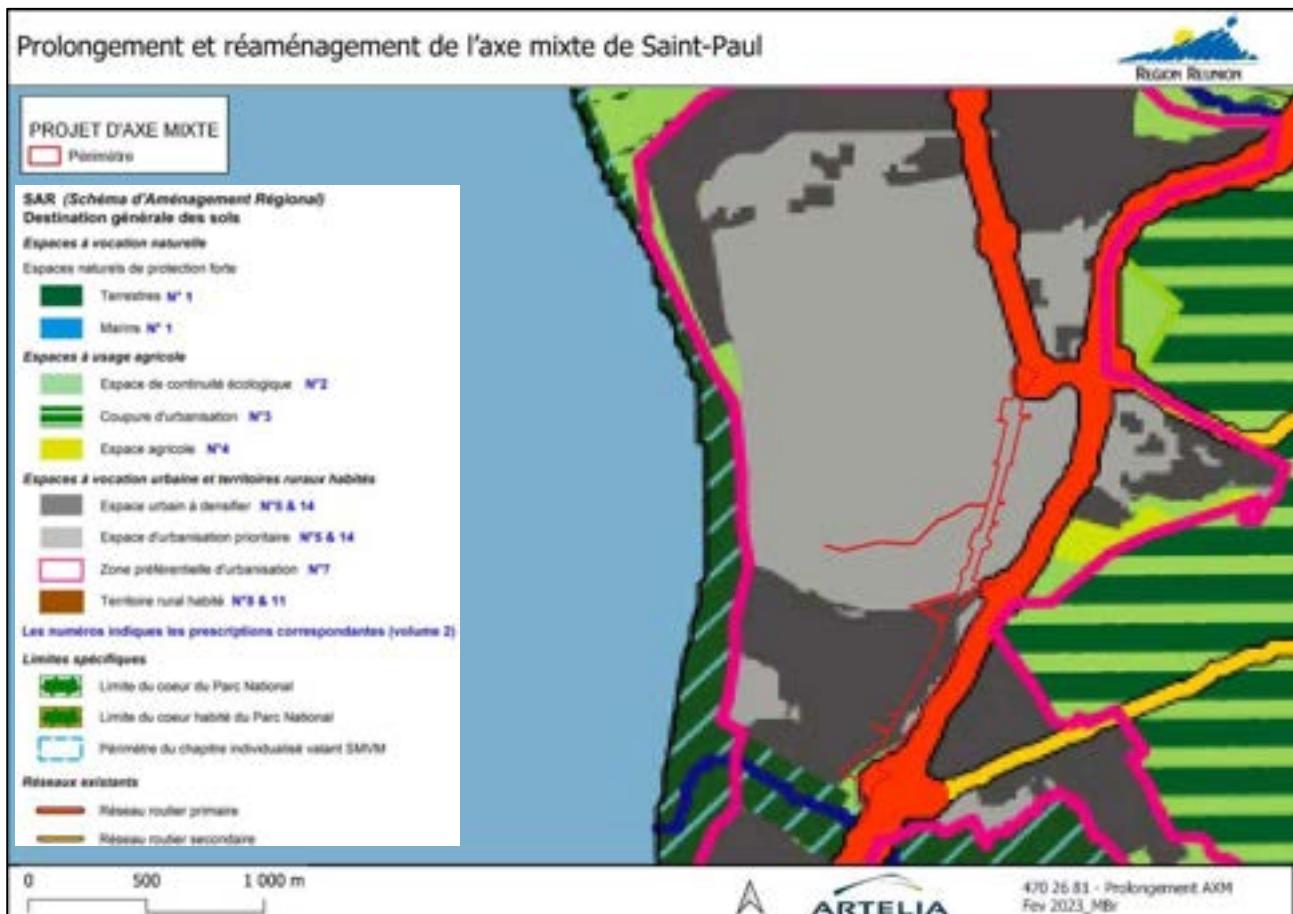 Prolongement et réaménagement de l'axe mixte de Saint-Paul
REGION REUNION
PROJET D'AXE MIXTE
Périmètre
SAR (Schéma d'Aménagement Régional)
Destination générale des sols
Espaces à vocation naturelle
Espaces naturels de protection forte
Terrestres N° 1
Marins N° 1
Espaces à usage agricole
Espace de continuité écologique N°2
Coupure d'urbanisation N°3
Espace agricole N°4
Espaces à vocation urbaine et territoires ruraux habités
Espace urbain à densifier N°5 & 14
Espace d'urbanisation prioritaire N°5 & 14
Zone préférentielle d'urbanisation N°7
Territoire rural habité N°8 & 11
Les numéros indiques les prescriptions correspondantes (volume 2)
Limites spécifiques
Limite du coeur du Parc National
Limite du coeur habité du Parc National
Périmètre du chapitre individualisé valant SMVM
Réseaux existants
Réseau routier primaire
Réseau routier secondaire
0 500 1 000 m
ARTELIA
470 26 81 - Prolongement AXM
Fev 2023_MBr